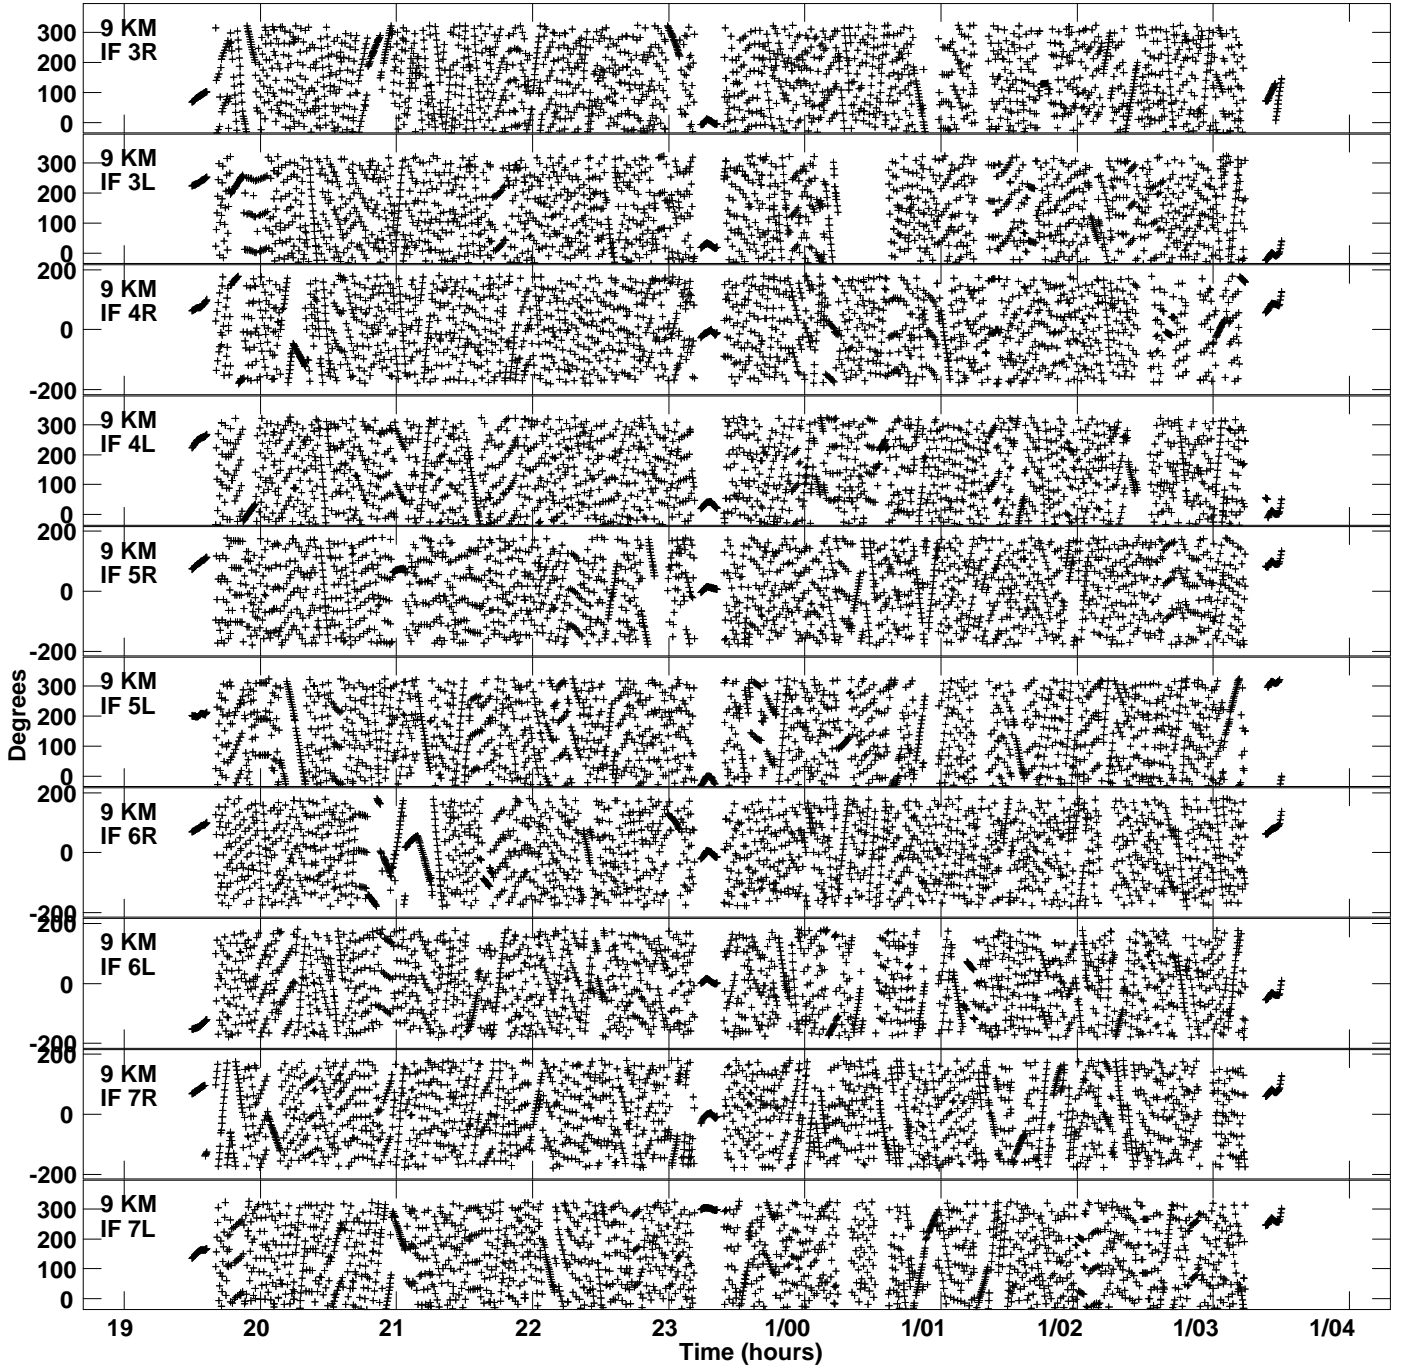 9 KM
IF 3R
300
200
100
0
9 KM
IF 3L
300
200
100
0
9 KM
IF 4R
200
0
-200
9 KM
IF 4L
300
200
100
0
9 KM
IF 5R
200
0
-200
9 KM
IF 5L
300
200
100
0
9 KM
IF 6R
200
0
-200
9 KM
IF 6L
200
0
-200
9 KM
IF 7R
200
0
-200
9 KM
IF 7L
300
200
100
0
Degrees
19 20 21 22 23 1/00 1/01 1/02 1/03 1/04
Time (hours)